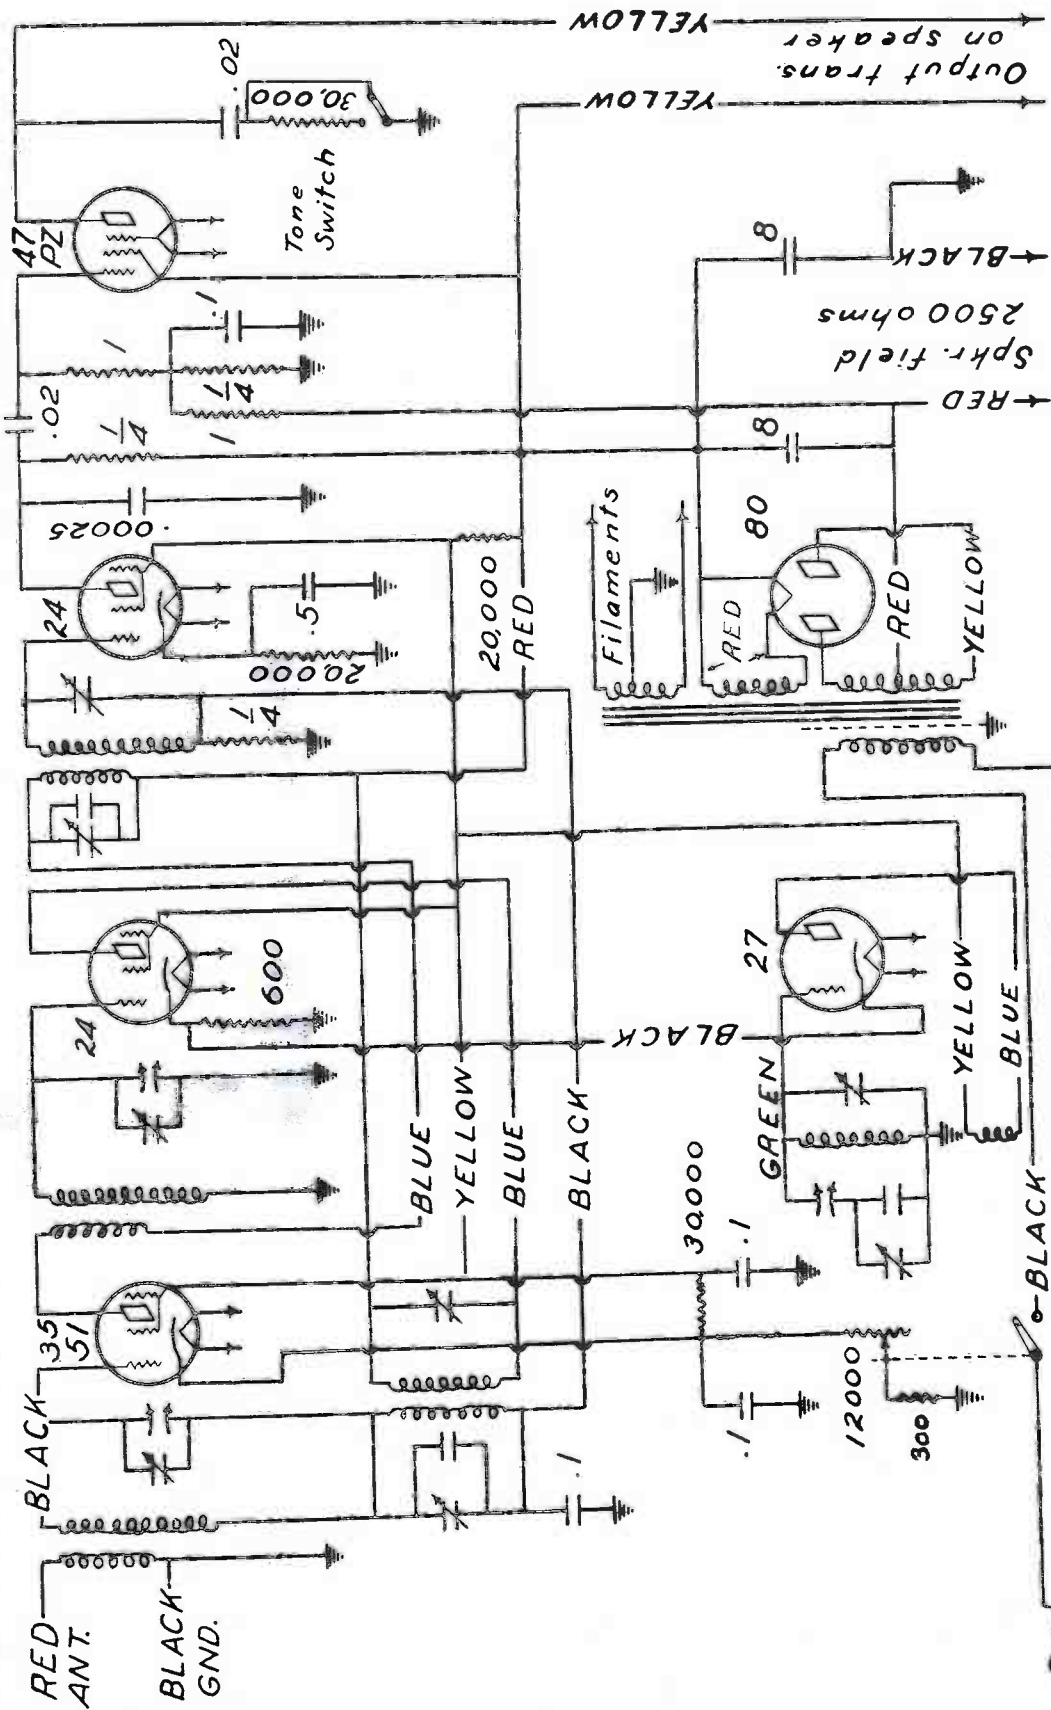 RED
ANT.
BLACK
GND.
BLACK
35
51
24
24
.00025
1/4
.02
1
47
PZ
.02
30,000
Tone
Switch
.1
1/4
1
.5
20,000
1/4
20,000
RED
600
BLUE
YELLOW
BLUE
BLACK
BLACK
.1
.1
30,000
.1
12000
300
GREEN
27
YELLOW
BLUE
BLACK
Filaments
RED
80
RED
YELLOW
8
8
RED
Spkr. field
2500 ohms
BLACK
YELLOW
Output trans.
on speaker
YELLOW